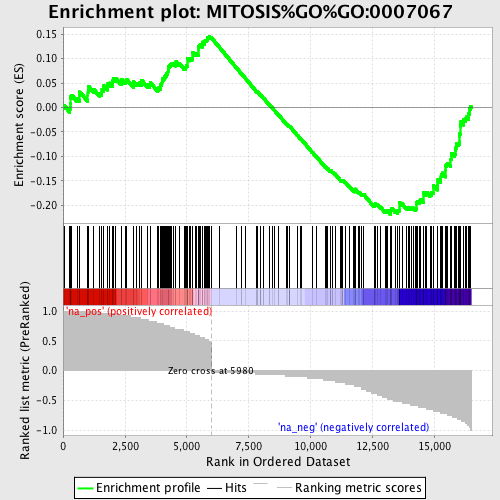 Enrichment plot: MITOSIS%GO%GO:0007067
Enrichment score (ES)
0.15
0.10
0.05
0.00
-0.05
-0.10
-0.15
-0.20
Ranked list metric (PreRanked)
1.0
0.5
0.0
-0.5
-1.0
'na_pos' (positively correlated)
Zero cross at 5980
'na_neg' (negatively correlated)
0
2,500
5,000
7,500
10,000
12,500
15,000
Rank in Ordered Dataset
Enrichment profile
Hits
Ranking metric scores